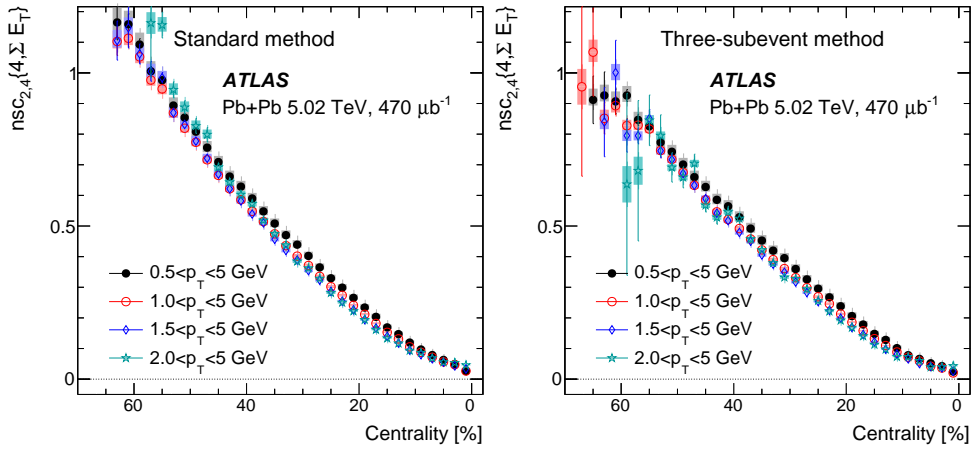 nsc2,4{4,Σ ET}
1
0.5
0
Standard method
ATLAS
Pb+Pb 5.02 TeV, 470 μb-1
0.5<pT<5 GeV
1.0<pT<5 GeV
1.5<pT<5 GeV
2.0<pT<5 GeV
60 40 20 0
Centrality [%]
nsc2,4{4,Σ ET}
1
0.5
0
Three-subevent method
ATLAS
Pb+Pb 5.02 TeV, 470 μb-1
0.5<pT<5 GeV
1.0<pT<5 GeV
1.5<pT<5 GeV
2.0<pT<5 GeV
60 40 20 0
Centrality [%]